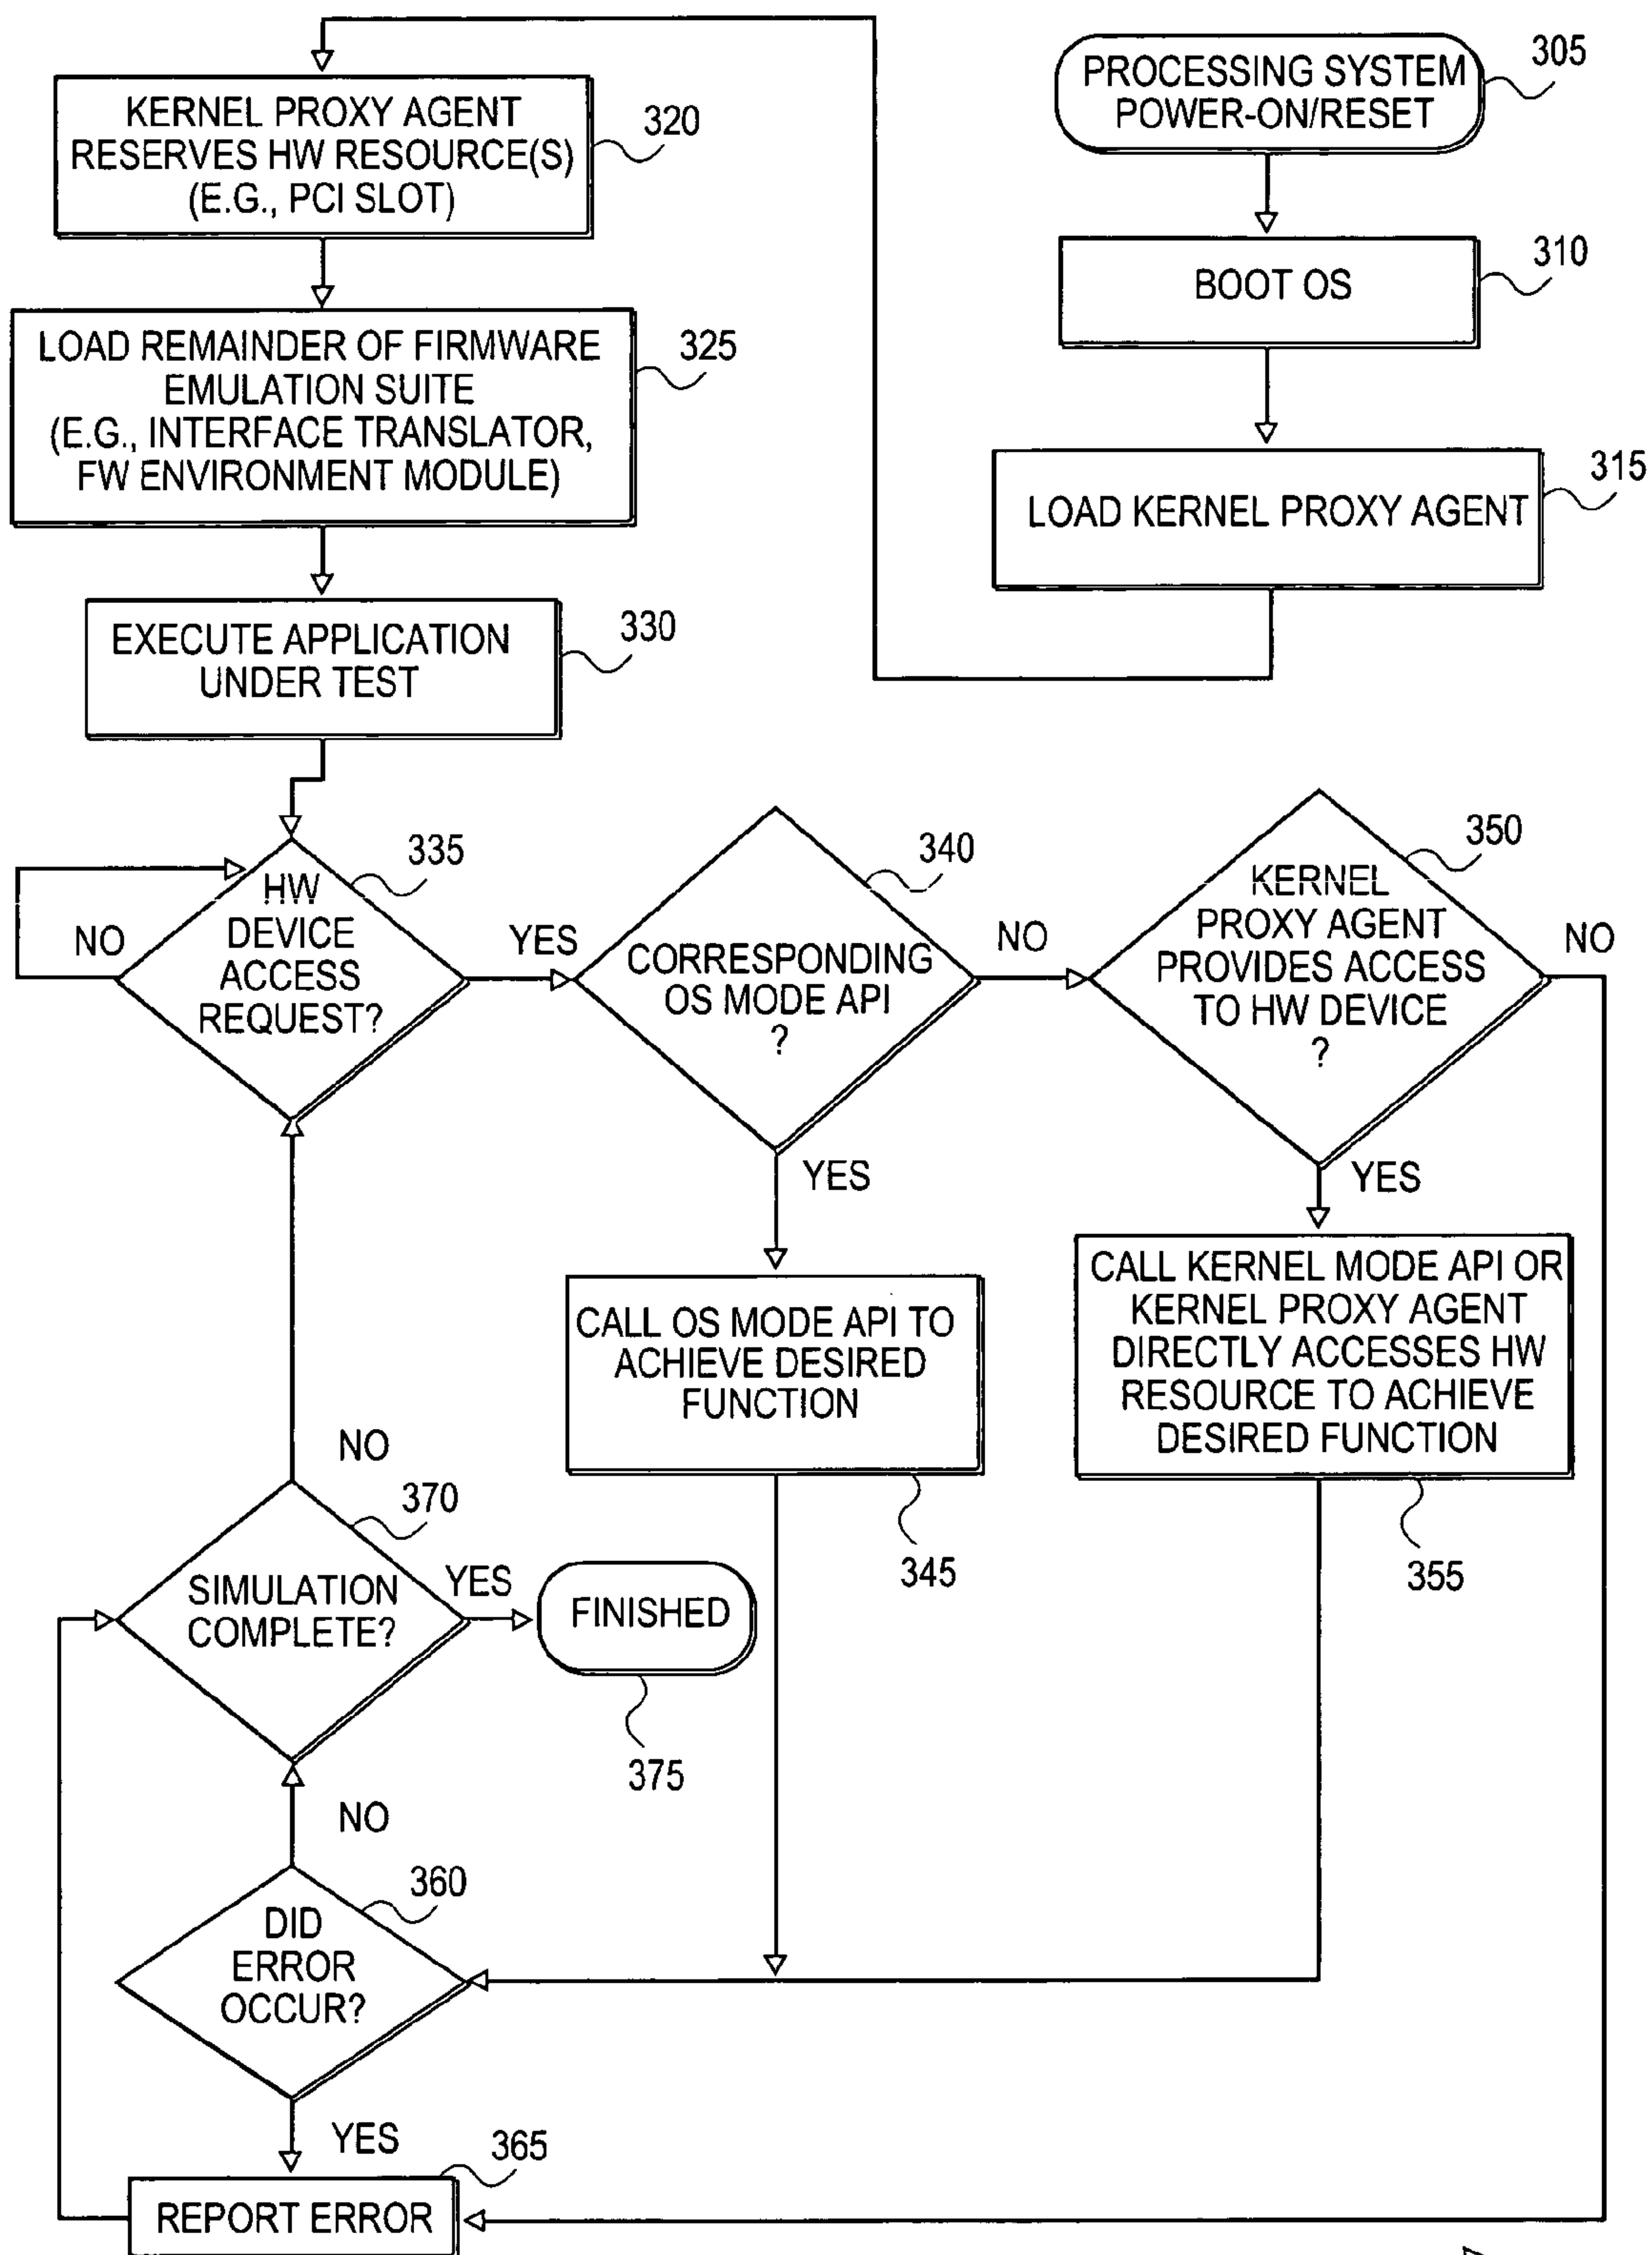 PROCESSING SYSTEM
POWER-ON/RESET
305
BOOT OS
310
LOAD KERNEL PROXY AGENT
315
KERNEL PROXY AGENT
RESERVES HW RESOURCE(S)
(E.G., PCI SLOT)
320
LOAD REMAINDER OF FIRMWARE
EMULATION SUITE
(E.G., INTERFACE TRANSLATOR,
FW ENVIRONMENT MODULE)
325
EXECUTE APPLICATION
UNDER TEST
330
HW
DEVICE
ACCESS
REQUEST?
335
NO
YES
CORRESPONDING
OS MODE API
?
340
NO
YES
KERNEL
PROXY AGENT
PROVIDES ACCESS
TO HW DEVICE
?
350
NO
YES
CALL OS MODE API TO
ACHIEVE DESIRED
FUNCTION
345
CALL KERNEL MODE API OR
KERNEL PROXY AGENT
DIRECTLY ACCESSES HW
RESOURCE TO ACHIEVE
DESIRED FUNCTION
355
NO
370
SIMULATION
COMPLETE?
YES
FINISHED
375
NO
360
DID
ERROR
OCCUR?
YES
365
REPORT ERROR